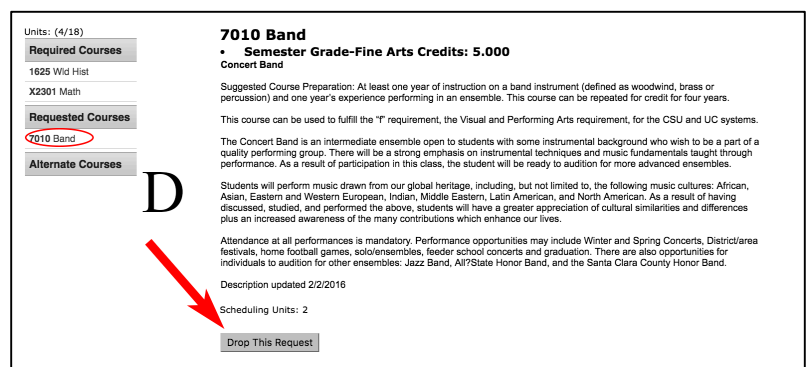 Units: (4/18)
Required Courses
1625 Wld Hist
X2301 Math
Requested Courses
7010 Band
Alternate Courses
D
7010 Band
• Semester Grade-Fine Arts Credits: 5.000
Concert Band
Suggested Course Preparation: At least one year of instruction on a band instrument (defined as woodwind, brass or
percussion) and one year's experience performing in an ensemble. This course can be repeated for credit for four years.
This course can be used to fulfill the "f" requirement, the Visual and Performing Arts requirement, for the CSU and UC systems.
The Concert Band is an intermediate ensemble open to students with some instrumental background who wish to be a part of a
quality performing group. There will be a strong emphasis on instrumental techniques and music fundamentals taught through
performance. As a result of participation in this class, the student will be ready to audition for more advanced ensembles.
Students will perform music drawn from our global heritage, including, but not limited to, the following music cultures: African,
Asian, Eastern and Western European, Indian, Middle Eastern, Latin American, and North American. As a result of having
discussed, studied, and performed the above, students will have a greater appreciation of cultural similarities and differences
plus an increased awareness of the many contributions which enhance our lives.
Attendance at all performances is mandatory. Performance opportunities may include Winter and Spring Concerts, District/area
festivals, home football games, solo/ensembles, feeder school concerts and graduation. There are also opportunities for
individuals to audition for other ensembles: Jazz Band, All?State Honor Band, and the Santa Clara County Honor Band.
Description updated 2/2/2016
Scheduling Units: 2
Drop This Request